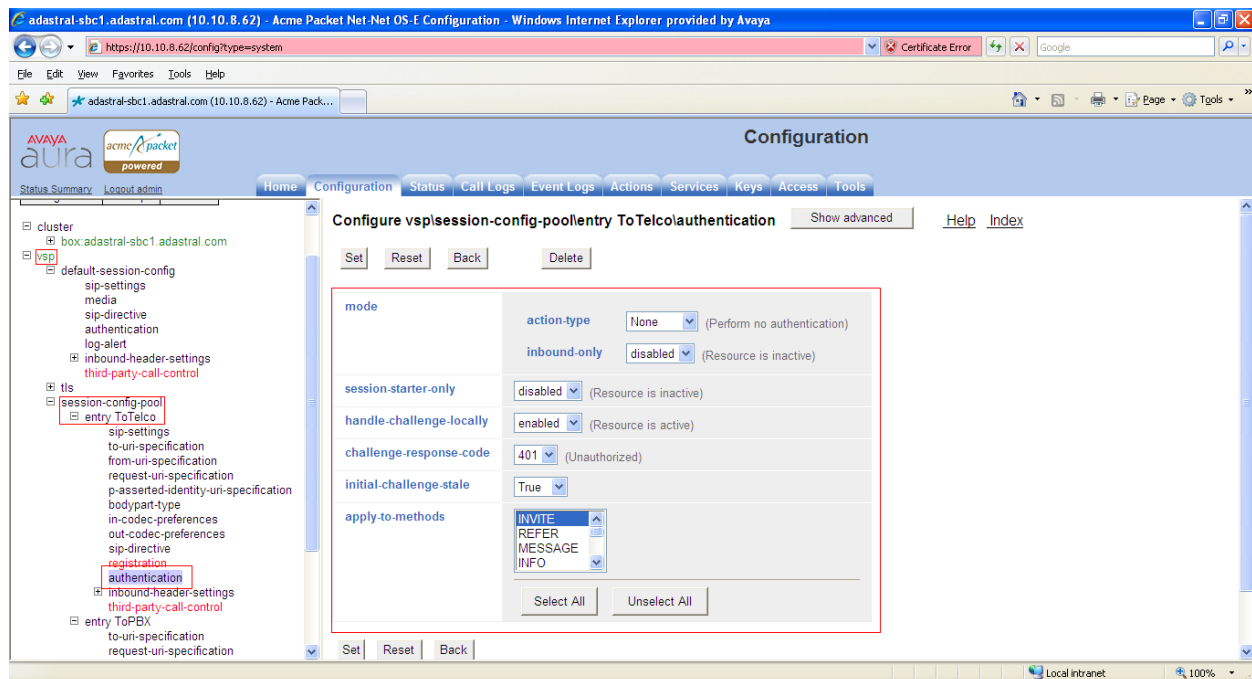 adastral-sbc1.adastral.com (10.10.8.62) - Acme Packet Net-Net OS-E Configuration - Windows Internet Explorer provided by Avaya
https://10.10.8.62/config?type=system
Certificate Error
Google
File Edit View Favorites Tools Help
adastral-sbc1.adastral.com (10.10.8.62) - Acme Pack...
Page Tools »
AVAYA
aura
acme packet
powered
Configuration
Status Summary Logout admin
Home Configuration Status Call Logs Event Logs Actions Services Keys Access Tools
cluster
box:adastral-sbc1.adastral.com
vsp
default-session-config
sip-settings
media
sip-directive
authentication
log-alert
inbound-header-settings
third-party-call-control
tls
session-config-pool
entry ToTelco
sip-settings
to-uri-specification
from-uri-specification
request-uri-specification
p-asserted-identity-uri-specification
bodypart-type
in-codec-preferences
out-codec-preferences
sip-directive
registration
authentication
inbound-header-settings
third-party-call-control
entry ToPBX
to-uri-specification
request-uri-specification
Configure vsp\session-config-pool\entry ToTelco\authentication Show advanced Help Index
Set Reset Back Delete
mode
action-type None (Perform no authentication)
inbound-only disabled (Resource is inactive)
session-starter-only disabled (Resource is inactive)
handle-challenge-locally enabled (Resource is active)
challenge-response-code 401 (Unauthorized)
initial-challenge-stale True
apply-to-methods INVITE
REFER
MESSAGE
INFO
Select All Unselect All
Set Reset Back
Local intranet 100%